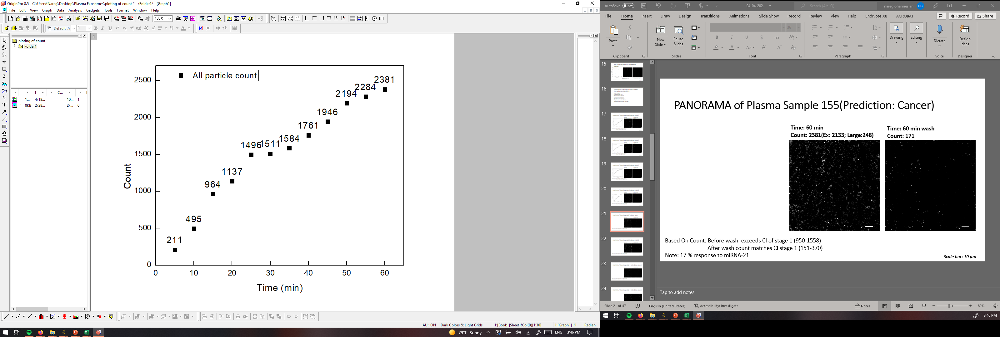 OriginPro 8.5 - C:\Users\Nareg\Desktop\Plasma Exosomes\ploting of count * - /Folder1/ - [Graph1]
File Edit View Graph Data Analysis Gadgets Tools Format Window Help
100%
Default: A 0
ploting of count
Folder1
1... 4/18... 10... 1
8KB 2/28... 2/... 0
1
All particle count
2500
2000
1500
1000
500
0
Count
211
495
964
1137
1496
1511
1584
1761
1946
2194
2284
2381
0 10 20 30 40 50 60
Time (min)
AU : ON Dark Colors & Light Grids 1:[Book1]Sheet1!Col(B)[1:30] 1:[Graph1]1!1 Radian
79°F Sunny ENG 3:46 PM
AutoSave Off 04-04-202... Search (Alt+Q) nareg ohannesian NO
File Home Insert Draw Design Transitions Animations Slide Show Record Review View Help EndNote X8 ACROBAT Record Share
Paste New Slide Reuse Slides Drawing Editing Dictate Design Ideas
Clipboard Slides Font Paragraph Voice Designer
15
16
17
18
19
20
21
22
23
24
PANORAMA of Plasma Sample 155(Prediction: Cancer)
Time: 60 min
Count: 2381(Ex: 2133; Large:248)
Time: 60 min wash
Count: 171
Based On Count: Before wash exceeds CI of stage 1 (950-1558)
After wash count matches CI stage 1 (151-370)
Note: 17 % response to miRNA-21
Scale bar: 10 µm
Tap to add notes
Slide 21 of 47 English (United States) Accessibility: Investigate Notes 82%
3:46 PM